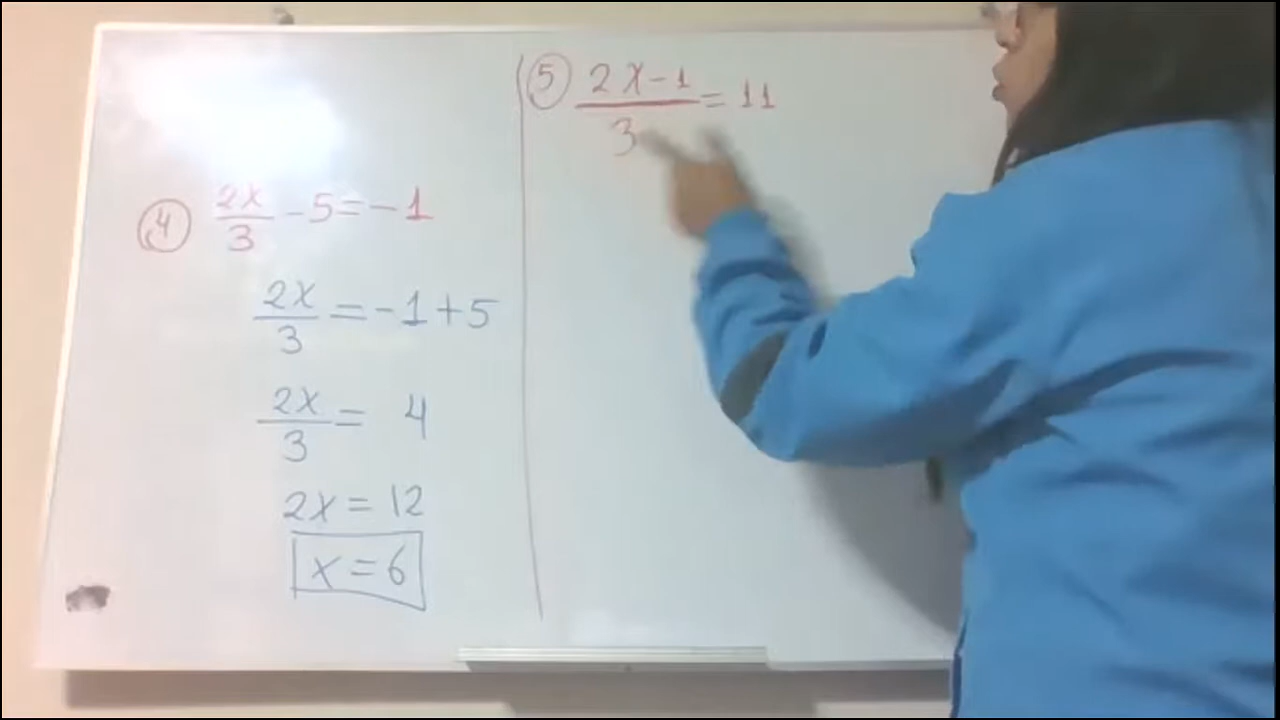 ④ 2x/3 - 5 = -1
2x/3 = -1 + 5
2x/3 = 4
2x = 12
x = 6
⑤ 2x - 1/3 = 11